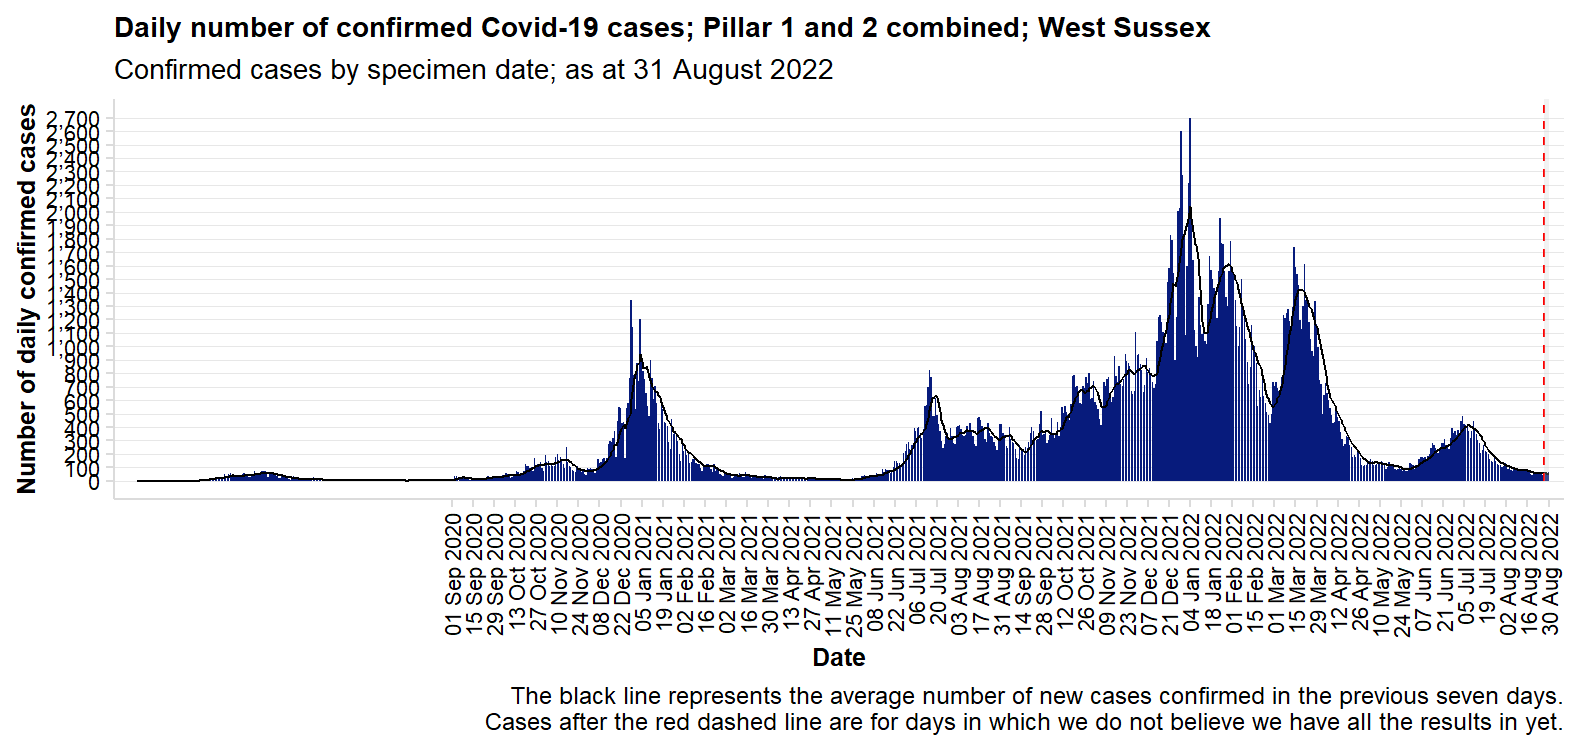 Daily number of confirmed Covid-19 cases; Pillar 1 and 2 combined; West Sussex
Confirmed cases by specimen date; as at 31 August 2022
Number of daily confirmed cases
2,700
2,600
2,500
2,400
2,300
2,200
2,100
2,000
1,900
1,800
1,700
1,600
1,500
1,400
1,300
1,200
1,100
1,000
900
800
700
600
500
400
300
200
100
0
01 Sep 2020
15 Sep 2020
29 Sep 2020
13 Oct 2020
27 Oct 2020
10 Nov 2020
24 Nov 2020
08 Dec 2020
22 Dec 2020
05 Jan 2021
19 Jan 2021
02 Feb 2021
16 Feb 2021
02 Mar 2021
16 Mar 2021
30 Mar 2021
13 Apr 2021
27 Apr 2021
11 May 2021
25 May 2021
08 Jun 2021
22 Jun 2021
06 Jul 2021
20 Jul 2021
03 Aug 2021
17 Aug 2021
31 Aug 2021
14 Sep 2021
28 Sep 2021
12 Oct 2021
26 Oct 2021
09 Nov 2021
23 Nov 2021
07 Dec 2021
21 Dec 2021
04 Jan 2022
18 Jan 2022
01 Feb 2022
15 Feb 2022
01 Mar 2022
15 Mar 2022
29 Mar 2022
12 Apr 2022
26 Apr 2022
10 May 2022
24 May 2022
07 Jun 2022
21 Jun 2022
05 Jul 2022
19 Jul 2022
02 Aug 2022
16 Aug 2022
30 Aug 2022
Date
The black line represents the average number of new cases confirmed in the previous seven days.
Cases after the red dashed line are for days in which we do not believe we have all the results in yet.